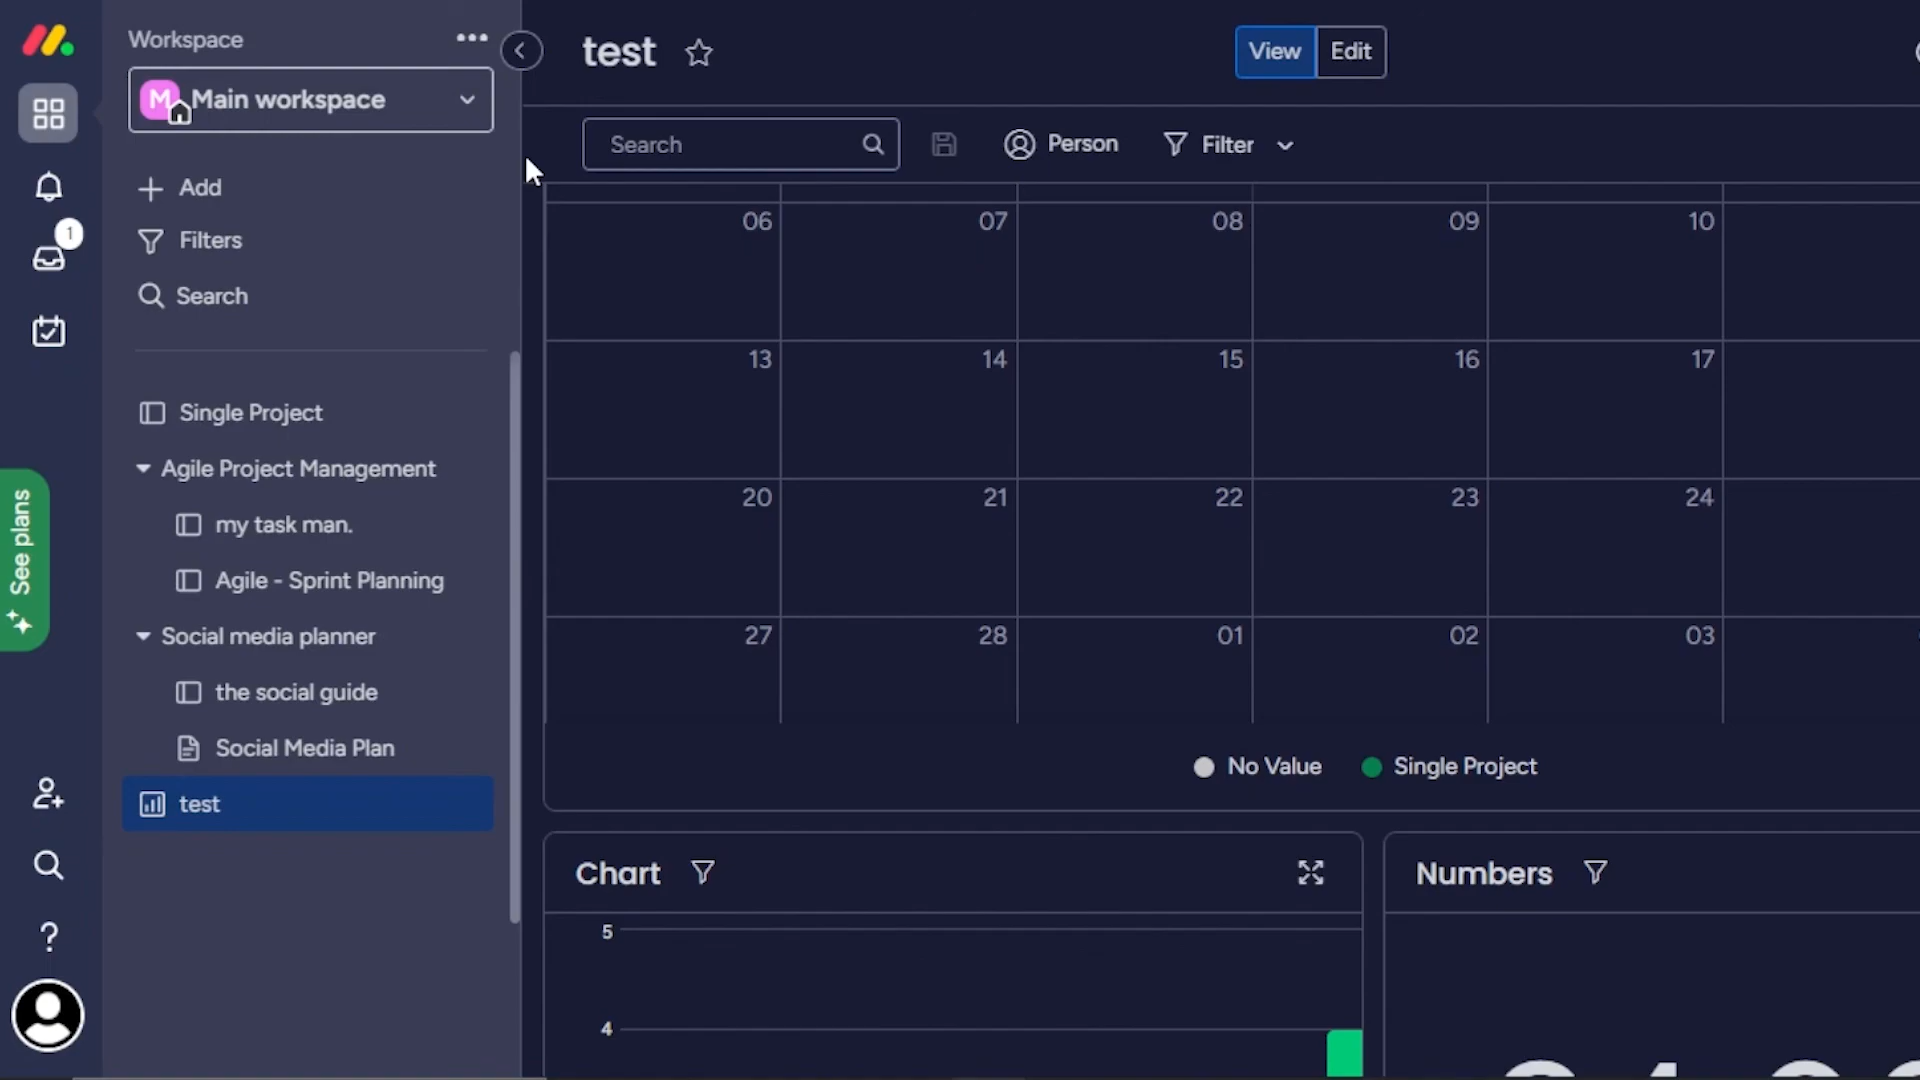 Workspace
M Main workspace
Add
Filters
Search
1
See plans
Single Project
Agile Project Management
my task man.
Agile - Sprint Planning
Social media planner
the social guide
Social Media Plan
test
?
test
View Edit
Search Person Filter
06 07 08 09 10
13 14 15 16 17
20 21 22 23 24
27 28 01 02 03
No Value Single Project
Chart
5
4
Numbers